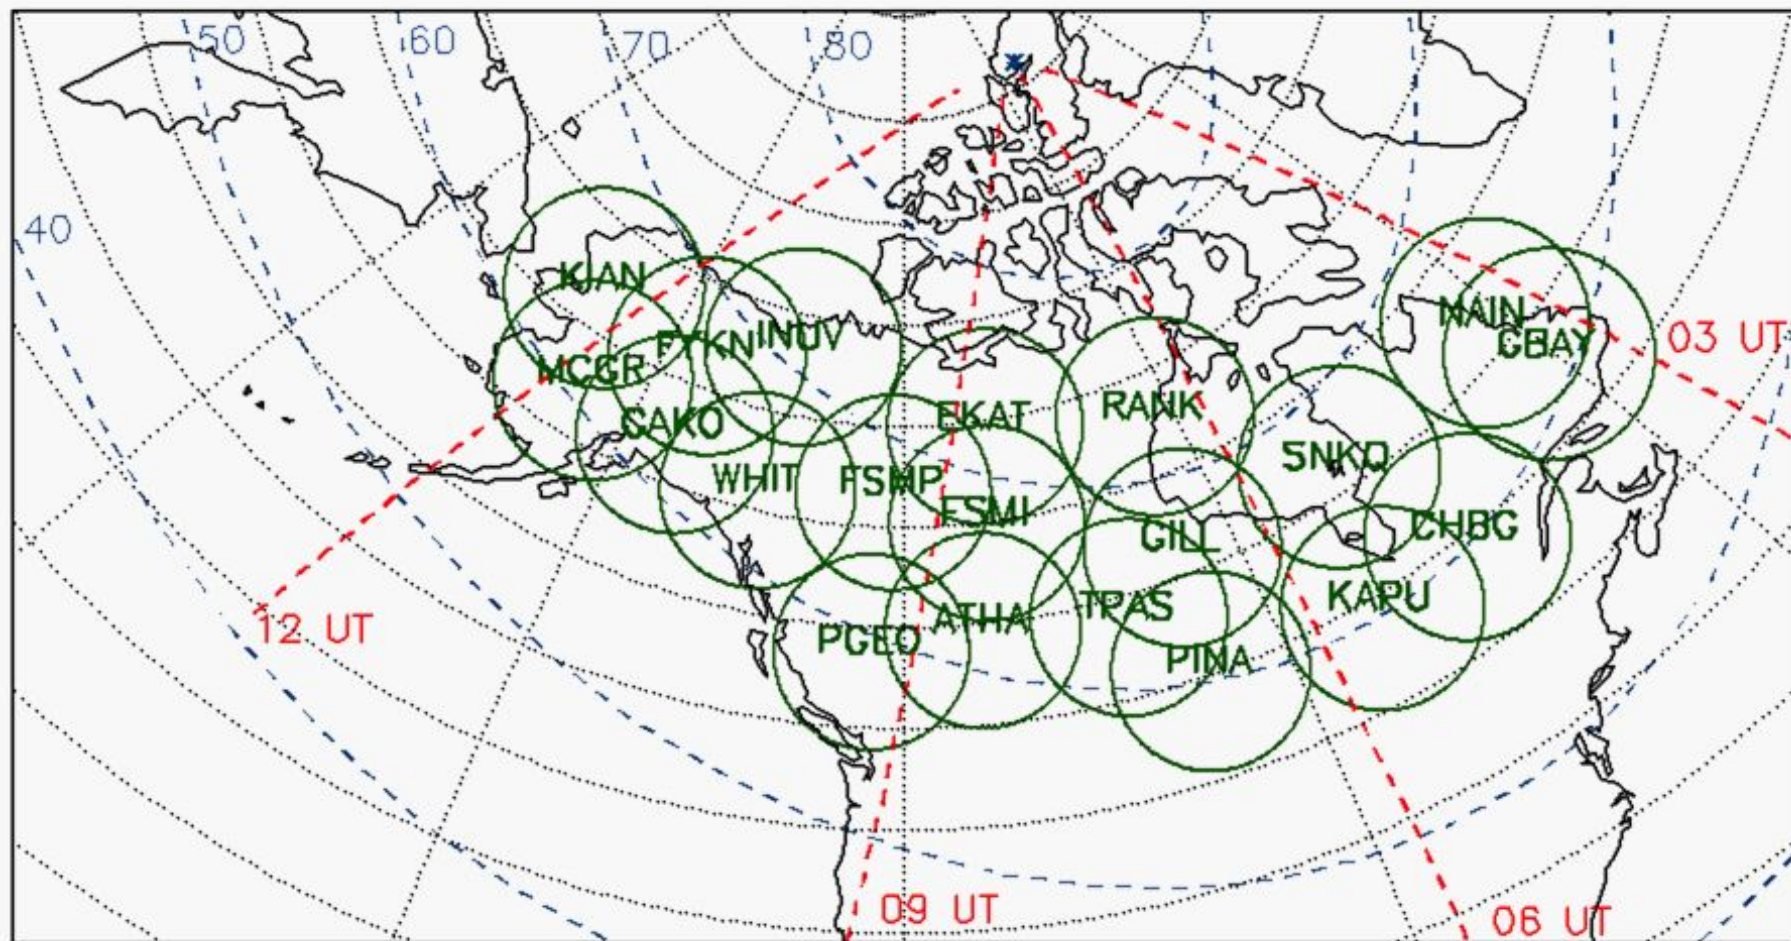 50
60
70
80
40
KJAN
NAIN
INUV
FYKN
GBAY
03 UT
MCGR
RANK
EKAT
GAKO
SNKQ
WHIT
FSMP
FSMI
CHBG
GILL
KAPU
TPAS
ATHA
12 UT
PGEO
PINA
09 UT
06 UT